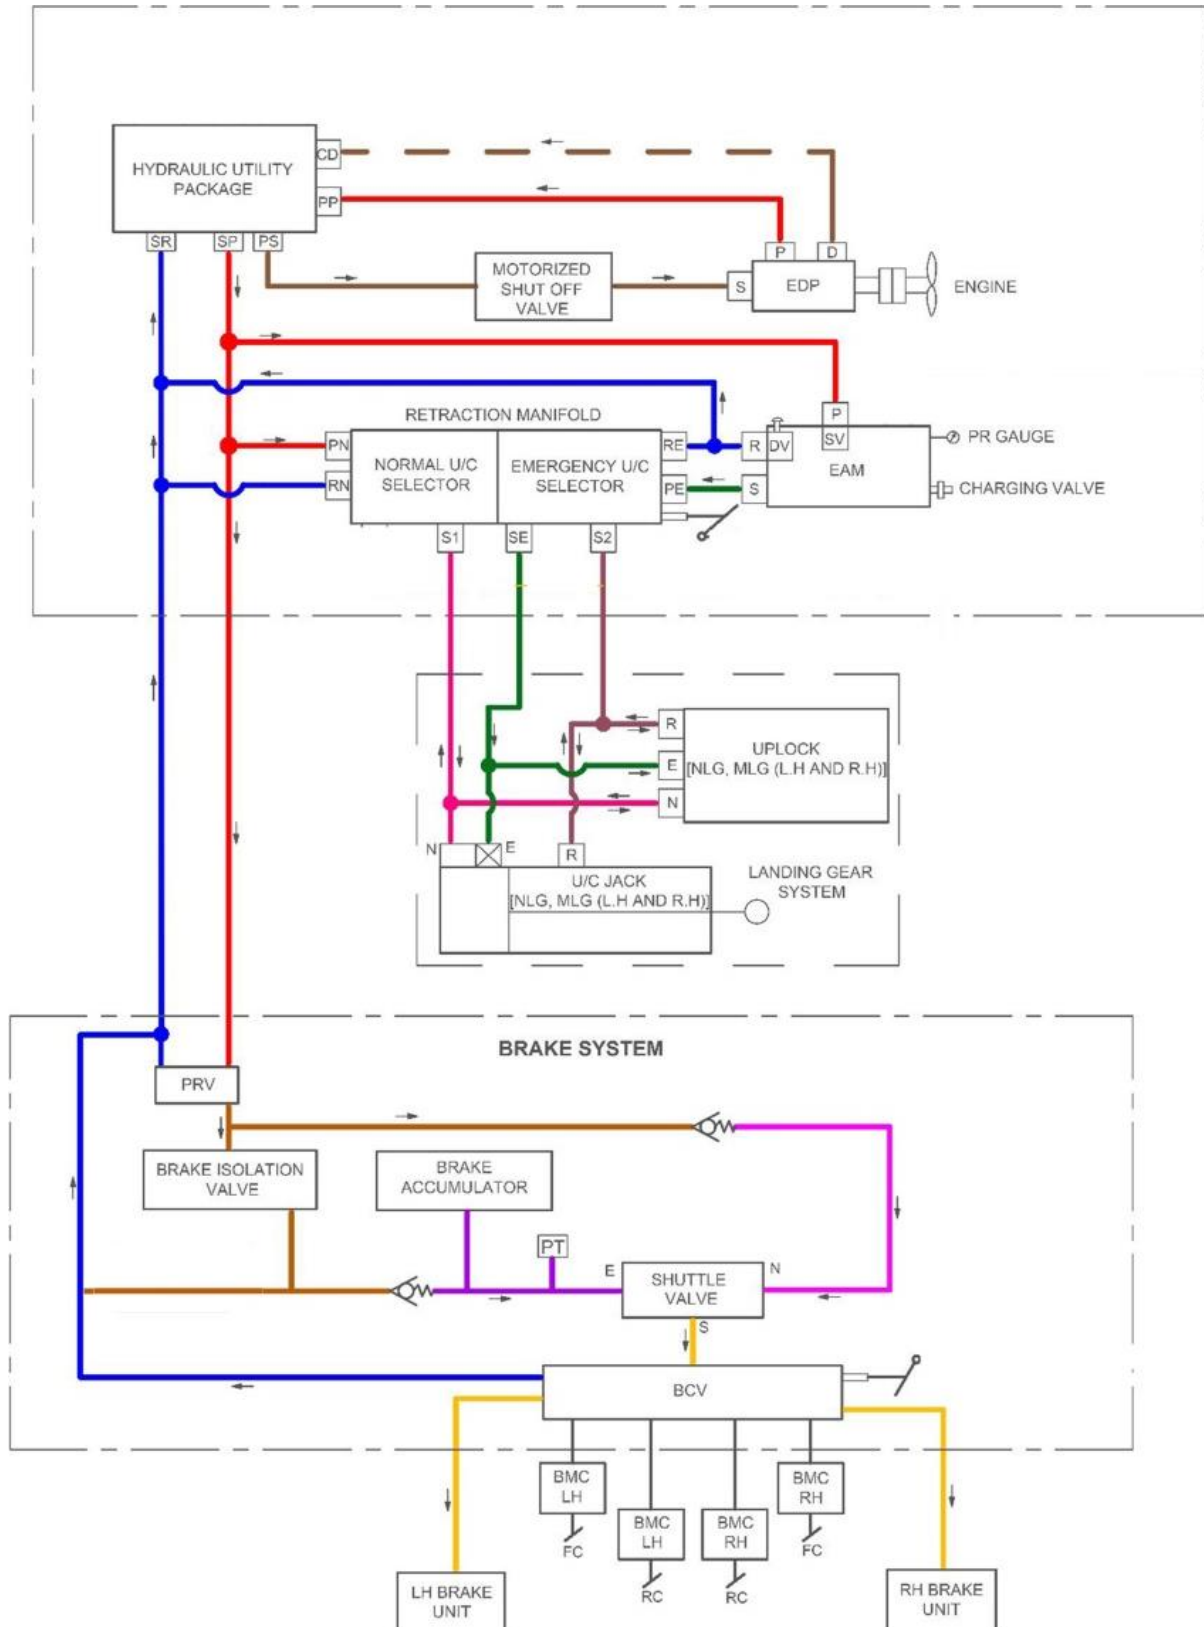 HYDRAULIC UTILITY
PACKAGE
CD
PP
SR
SP
PS
MOTORIZED
SHUT OFF
VALVE
P
D
S
EDP
ENGINE
RETRACTION MANIFOLD
PN
RN
NORMAL U/C
SELECTOR
EMERGENCY U/C
SELECTOR
RE
PE
R
DV
P
SV
S
EAM
PR GAUGE
CHARGING VALVE
S1
SE
S2
R
E
N
UPLOCK
[NLG, MLG (L.H AND R.H)]
N
E
R
U/C JACK
[NLG, MLG (L.H AND R.H)]
LANDING GEAR
SYSTEM
BRAKE SYSTEM
PRV
BRAKE ISOLATION
VALVE
BRAKE
ACCUMULATOR
PT
E
SHUTTLE
VALVE
N
S
BCV
BMC
LH
FC
BMC
LH
RC
BMC
RH
RC
BMC
RH
FC
LH BRAKE
UNIT
RH BRAKE
UNIT